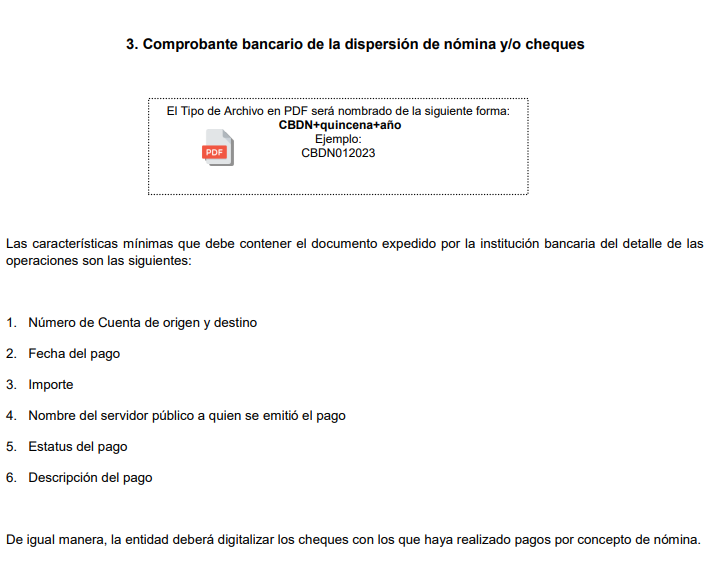 3. Comprobante bancario de la dispersión de nómina y/o cheques
El Tipo de Archivo en PDF será nombrado de la siguiente forma:
CBDN+quincena+año
Ejemplo:
PDF
CBDN012023
Las características mínimas que debe contener el documento expedido por la institución bancaria del detalle de las
operaciones son las siguientes:
1. Número de Cuenta de origen y destino
2. Fecha del pago
3. Importe
4. Nombre del servidor público a quien se emitió el pago
5. Estatus del pago
6. Descripción del pago
De igual manera, la entidad deberá digitalizar los cheques con los que haya realizado pagos por concepto de nómina.